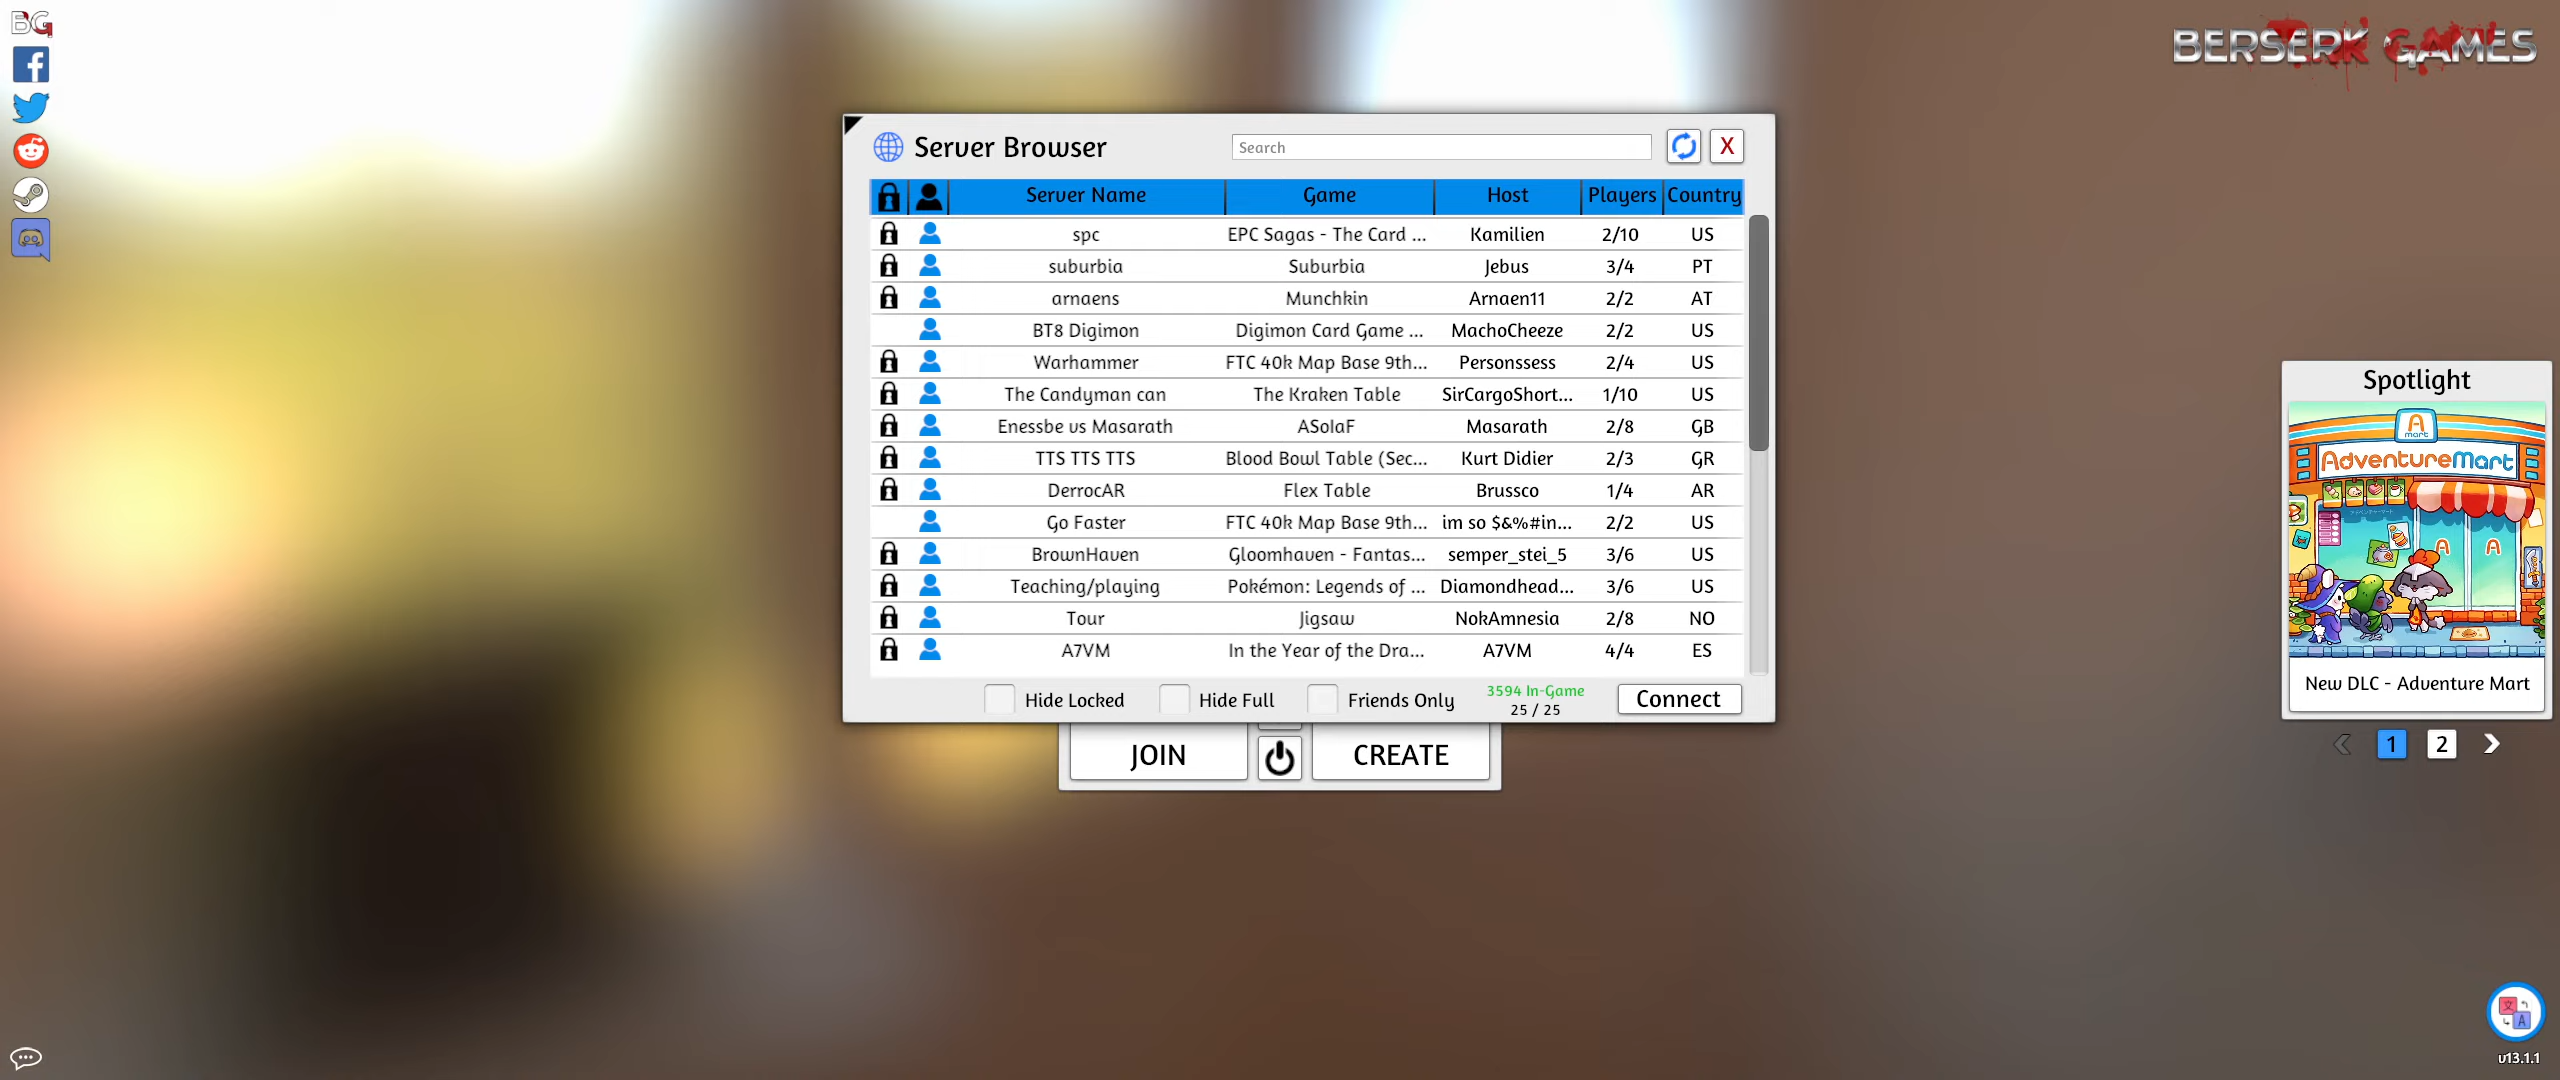 BG
BERSERK GAMES
Server Browser
Search
X
Server Name Game Host Players Country
spc EPC Sagas - The Card ... Kamilien 2/10 US
suburbia Suburbia Jebus 3/4 PT
arnaens Munchkin Arnaen11 2/2 AT
BT8 Digimon Digimon Card Game ... MachoCheeze 2/2 US
Warhammer FTC 40k Map Base 9th... Personssess 2/4 US
The Candyman can The Kraken Table SirCargoShort... 1/10 US
Enessbe vs Masarath ASoIaF Masarath 2/8 GB
TTS TTS TTS Blood Bowl Table (Sec... Kurt Didier 2/3 GR
DerrocAR Flex Table Brussco 1/4 AR
Go Faster FTC 40k Map Base 9th... im so $&%#in... 2/2 US
BrownHaven Gloomhaven - Fantas... semper_stei_5 3/6 US
Teaching/playing Pokémon: Legends of ... Diamondhead... 3/6 US
Tour Jigsaw NokAmnesia 2/8 NO
A7VM In the Year of the Dra... A7VM 4/4 ES
Hide Locked Hide Full Friends Only 3594 In-Game
25 / 25
Connect
JOIN CREATE
Spotlight
A
mart
AdventureMart
A A
New DLC - Adventure Mart
1 2
文 A
v13.1.1